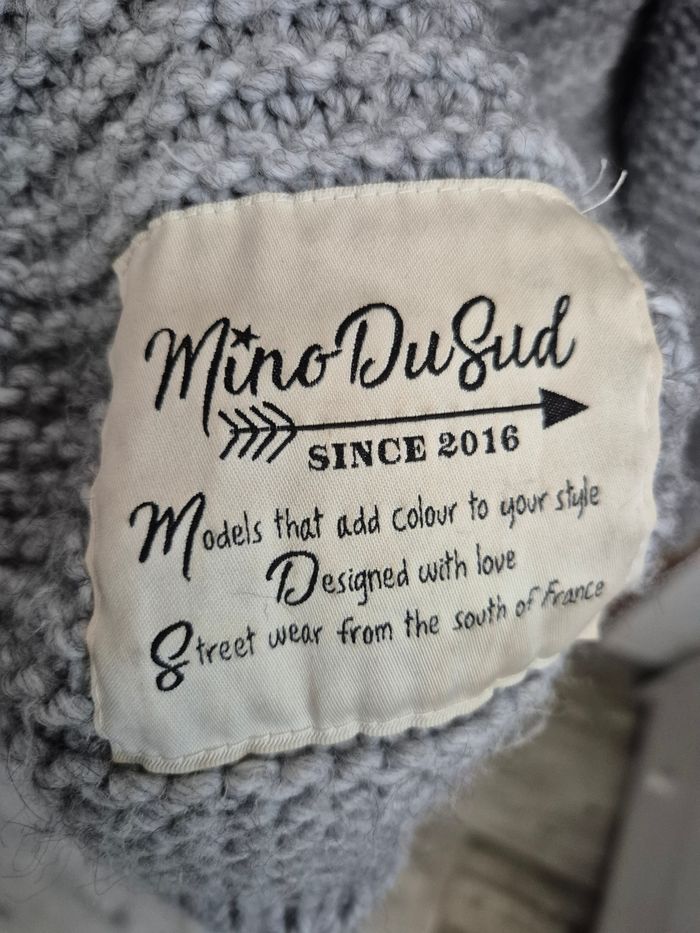 MinoDuSud
SINCE 2016
Models that add colour to your style
Designed with love
Street wear from the south of France